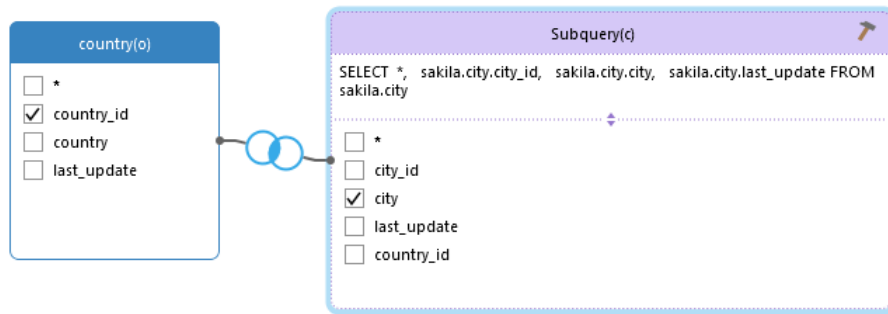 country(o)
*
country_id
country
last_update
Subquery(c)
SELECT *, sakila.city.city_id, sakila.city.city, sakila.city.last_update FROM
sakila.city
*
city_id
city
last_update
country_id